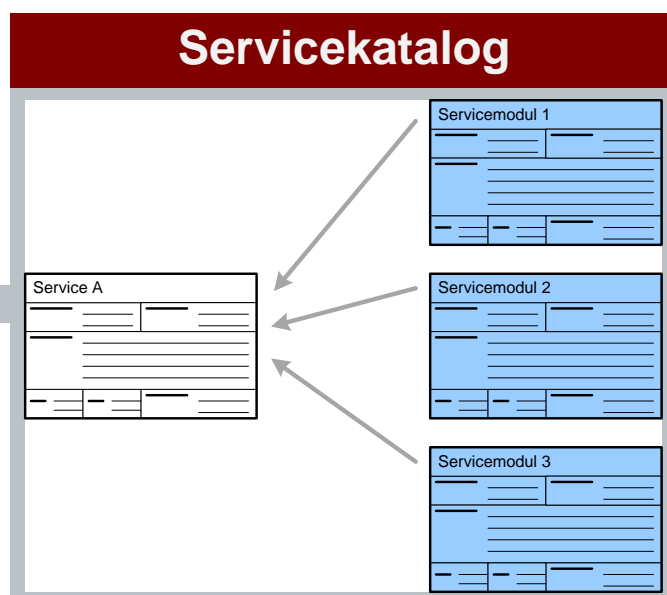 Servicekatalog
Servicemodul 1
Service A
Servicemodul 2
Servicemodul 3